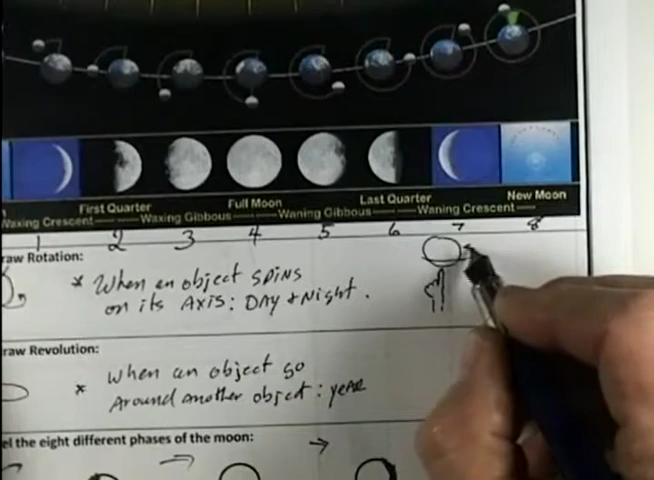 First Quarter Full Moon Last Quarter New Moon
Waxing Crescent Waxing Gibbous Waning Gibbous Waning Crescent
1 2 3 4 5 6 7 8
raw Rotation:
* When an object SPINS
on its AXIS: DAY + Night.
raw Revolution:
* When an object go
Around another object: year
el the eight different phases of the moon: